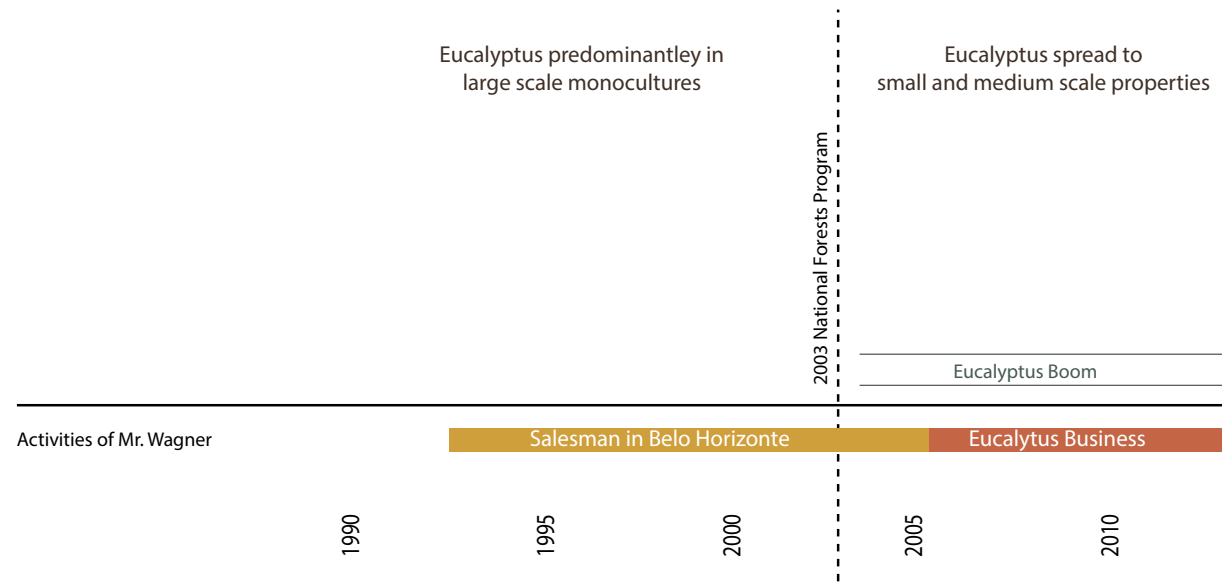 Eucalyptus predominantley in
large scale monocultures
Eucalyptus spread to
small and medium scale properties
2003 National Forests Program
Eucalyptus Boom
Activities of Mr. Wagner
Salesman in Belo Horizonte
Eucalytus Business
1990
1995
2000
2005
2010